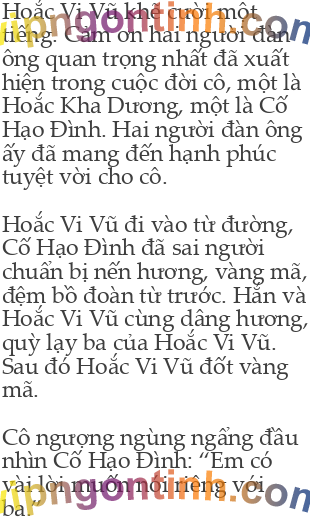 Hoắc Vi Vũ khẽ cười một
tiếng. Cảm ơn hai người đàn
ông quan trọng nhất đã xuất
hiện trong cuộc đời cô, một là
Hoắc Kha Dương, một là Cố
Hạo Đình. Hai người đàn ông
ấy đã mang đến hạnh phúc
tuyệt vời cho cô.

Hoắc Vi Vũ đi vào từ đường,
Cố Hạo Đình đã sai người
chuẩn bị nến hương, vàng mã,
đệm bồ đoàn từ trước. Hắn và
Hoắc Vi Vũ cùng dâng hương,
quỳ lạy ba của Hoắc Vi Vũ.
Sau đó Hoắc Vi Vũ đốt vàng
mã.

Cô ngượng ngùng ngẩng đầu
nhìn Cố Hạo Đình: “Em có
vài lời muốn nói riêng với
ba.”
vipngontinh.com
vipngontinh.com